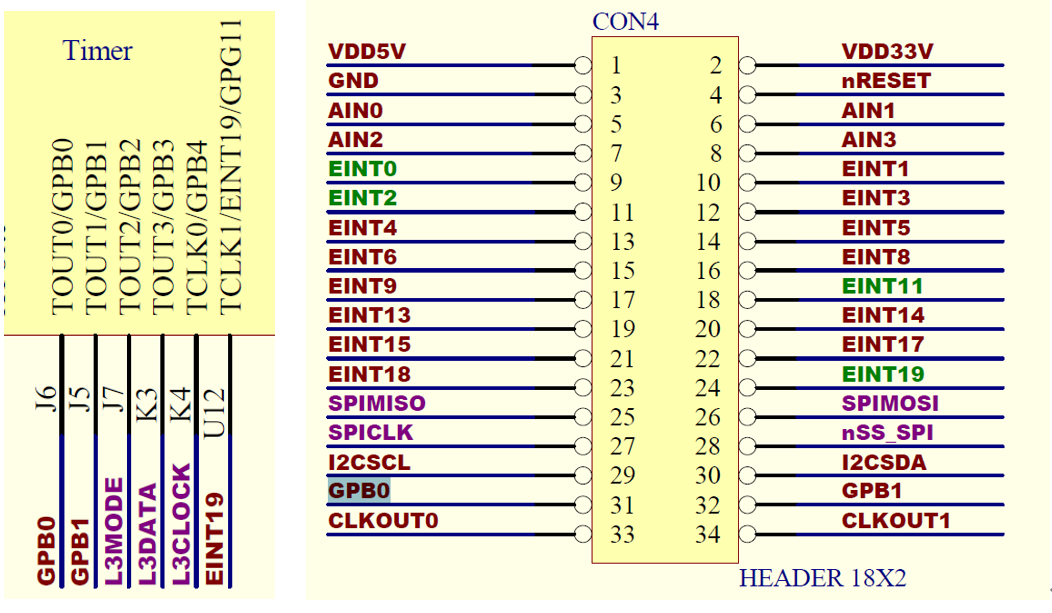 Timer
TOUT0/GPB0
TOUT1/GPB1
TOUT2/GPB2
TOUT3/GPB3
TCLK0/GPB4
TCLK1/EINT19/GPG11
J6
J5
J7
K3
K4
U12
GPB0
GPB1
L3MODE
L3DATA
L3CLOCK
EINT19
CON4
VDD5V 1 2 VDD33V
GND 3 4 nRESET
AIN0 5 6 AIN1
AIN2 7 8 AIN3
EINT0 9 10 EINT1
EINT2 11 12 EINT3
EINT4 13 14 EINT5
EINT6 15 16 EINT8
EINT9 17 18 EINT11
EINT13 19 20 EINT14
EINT15 21 22 EINT17
EINT18 23 24 EINT19
SPIMISO 25 26 SPIMOSI
SPICLK 27 28 nSS_SPI
I2CSCL 29 30 I2CSDA
GPB0 31 32 GPB1
CLKOUT0 33 34 CLKOUT1
HEADER 18X2